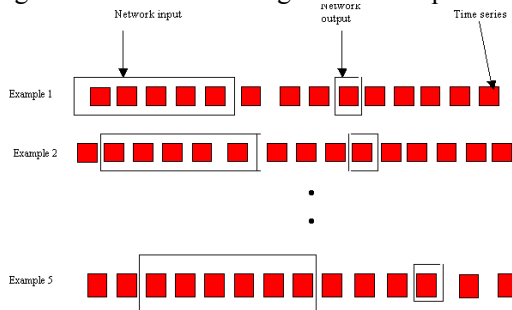 Network input
Network
output
Time series
Example 1
Example 2
Example 5